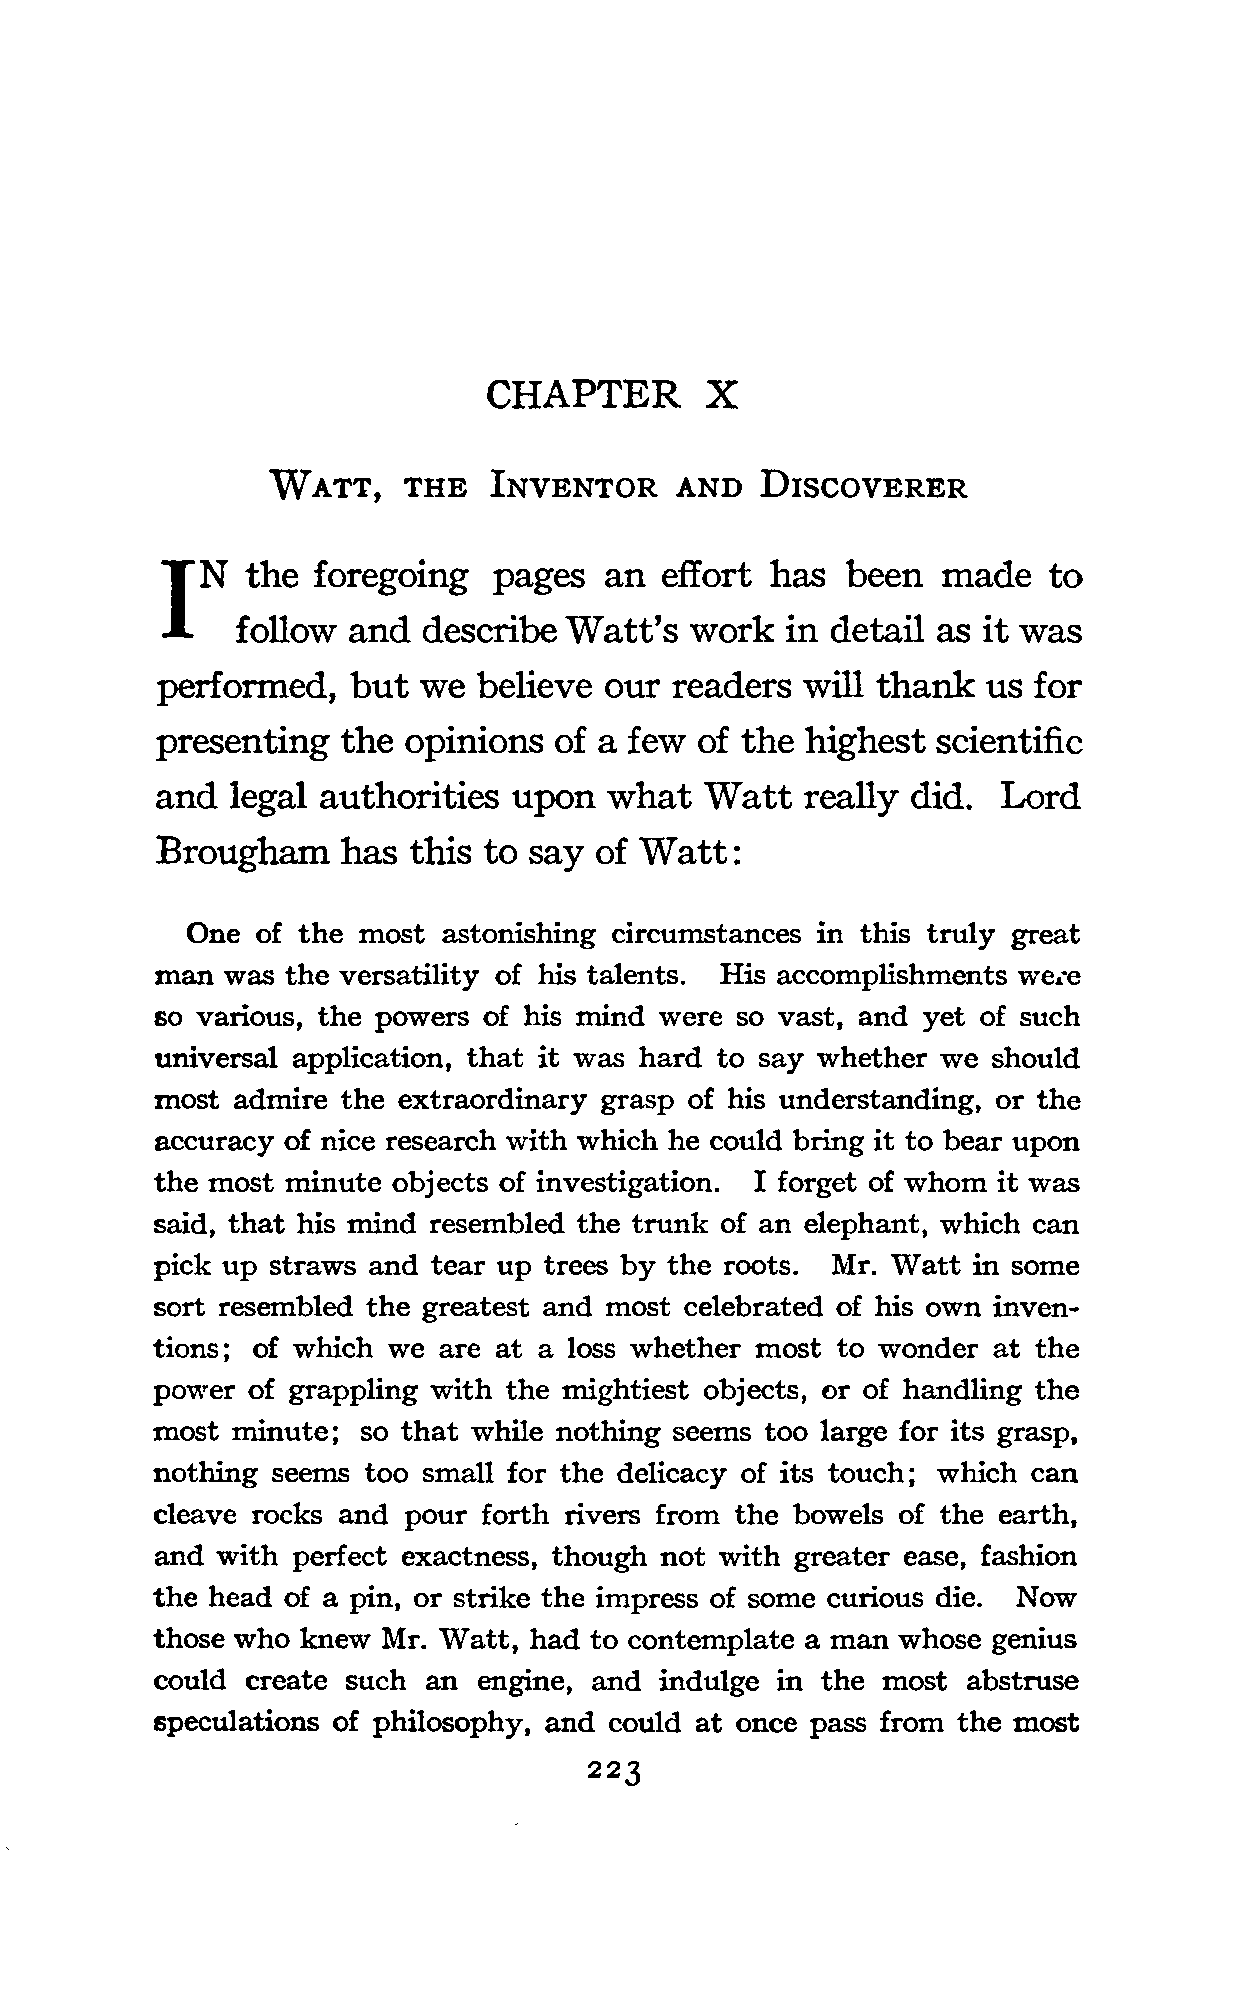 CHAPTER X
WATT, THE INVENTOR AND DISCOVERER
IN the foregoing pages an effort has been made to
follow and describe Watt's work in detail as it was
performed, but we believe our readers will thank us for
presenting the opinions of a few of the highest scientific
and legal authorities upon what Watt really did. Lord
Brougham has this to say of Watt:
One of the most astonishing circumstances in this truly great
man was the versatility of his talents. His accomplishments were
so various, the powers of his mind were so vast, and yet of such
universal application, that it was hard to say whether we should
most admire the extraordinary grasp of his understanding, or the
accuracy of nice research with which he could bring it to bear upon
the most minute objects of investigation. I forget of whom it was
said, that his mind resembled the trunk of an elephant, which can
pick up straws and tear up trees by the roots. Mr. Watt in some
sort resembled the greatest and most celebrated of his own inven-
tions; of which we are at a loss whether most to wonder at the
power of grappling with the mightiest objects, or of handling the
most minute; so that while nothing seems too large for its grasp,
nothing seems too small for the delicacy of its touch; which can
cleave rocks and pour forth rivers from the bowels of the earth,
and with perfect exactness, though not with greater ease, fashion
the head of a pin, or strike the impress of some curious die. Now
those who knew Mr. Watt, had to contemplate a man whose genius
could create such an engine, and indulge in the most abstruse
speculations of philosophy, and could at once pass from the most
223